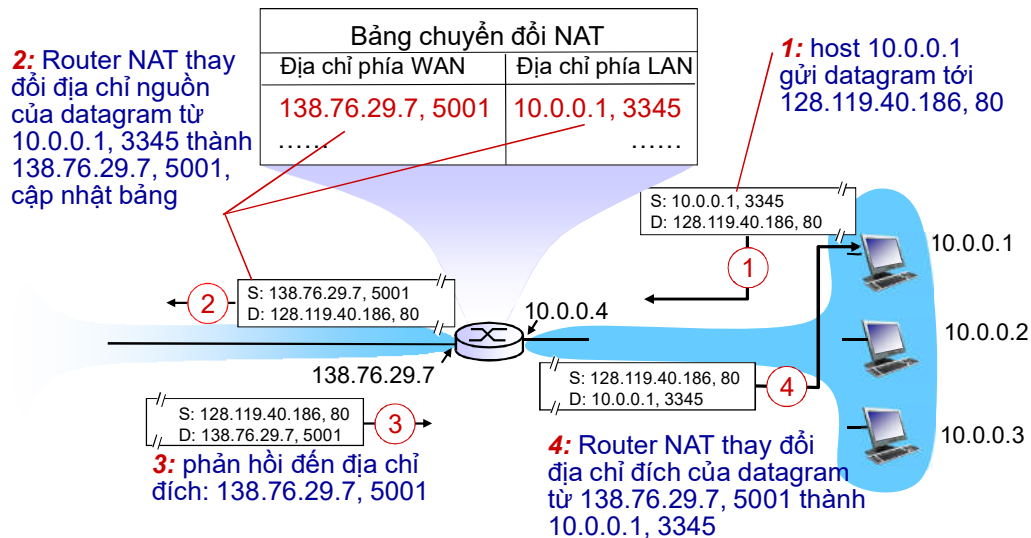 Bảng chuyển đổi NAT
Địa chỉ phía WAN Địa chỉ phía LAN
138.76.29.7, 5001 10.0.0.1, 3345
…… ……
2: Router NAT thay
đổi địa chỉ nguồn
của datagram từ
10.0.0.1, 3345 thành
138.76.29.7, 5001,
cập nhật bảng
1: host 10.0.0.1
gửi datagram tới
128.119.40.186, 80
S: 10.0.0.1, 3345
D: 128.119.40.186, 80
1
10.0.0.1
S: 138.76.29.7, 5001
D: 128.119.40.186, 80
2
10.0.0.4
10.0.0.2
138.76.29.7
S: 128.119.40.186, 80
D: 10.0.0.1, 3345
4
S: 128.119.40.186, 80
D: 138.76.29.7, 5001
3
10.0.0.3
3: phản hồi đến địa chỉ
đích: 138.76.29.7, 5001
4: Router NAT thay đổi
địa chỉ đích của datagram
từ 138.76.29.7, 5001 thành
10.0.0.1, 3345